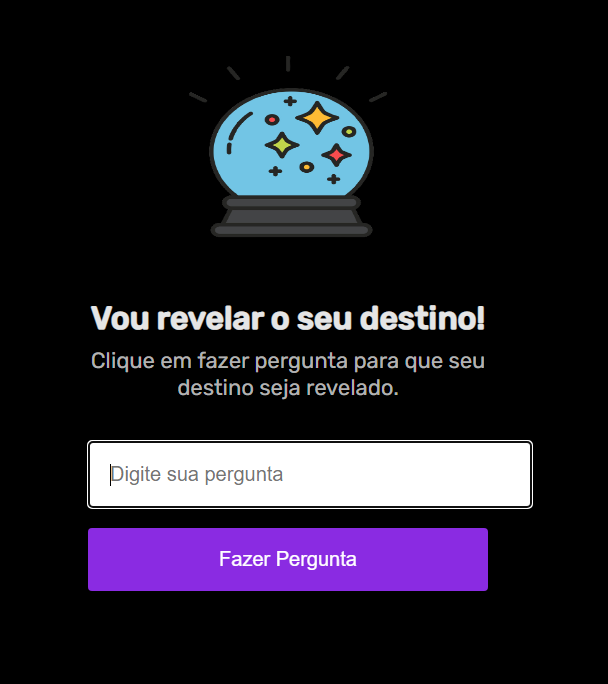 Vou revelar o seu destino!
Clique em fazer pergunta para que seu
destino seja revelado.
Digite sua pergunta
Fazer Pergunta